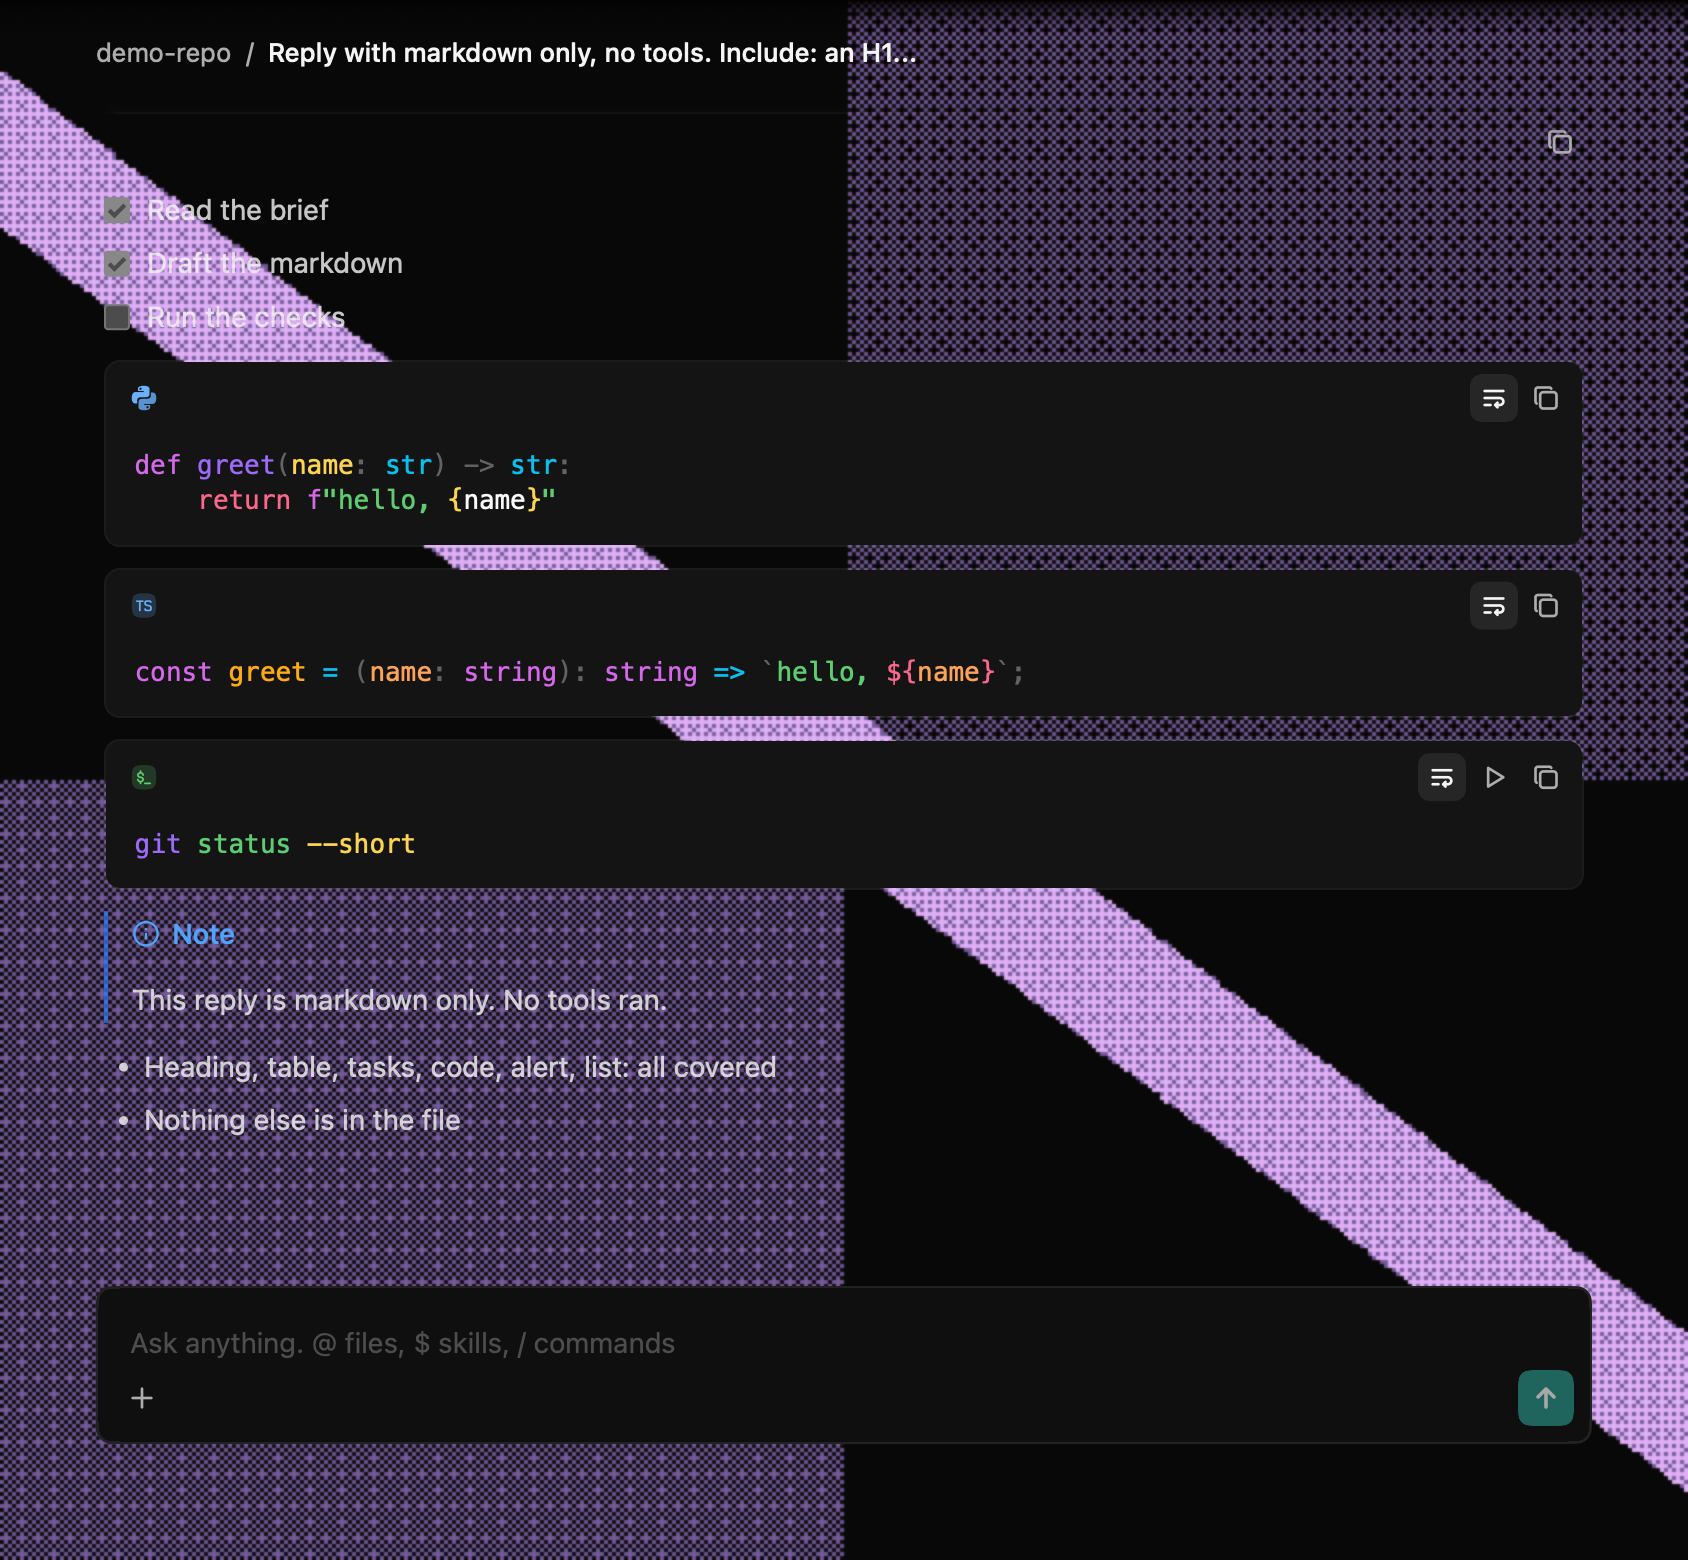 demo-repo / Reply with markdown only, no tools. Include: an H1...
Read the brief
Draft the markdown
Run the checks
def greet(name: str) -> str:
    return f"hello, {name}"
TS
const greet = (name: string): string => `hello, ${name}`;
$_
git status --short
Note
This reply is markdown only. No tools ran.
• Heading, table, tasks, code, alert, list: all covered
• Nothing else is in the file
Ask anything. @ files, $ skills, / commands